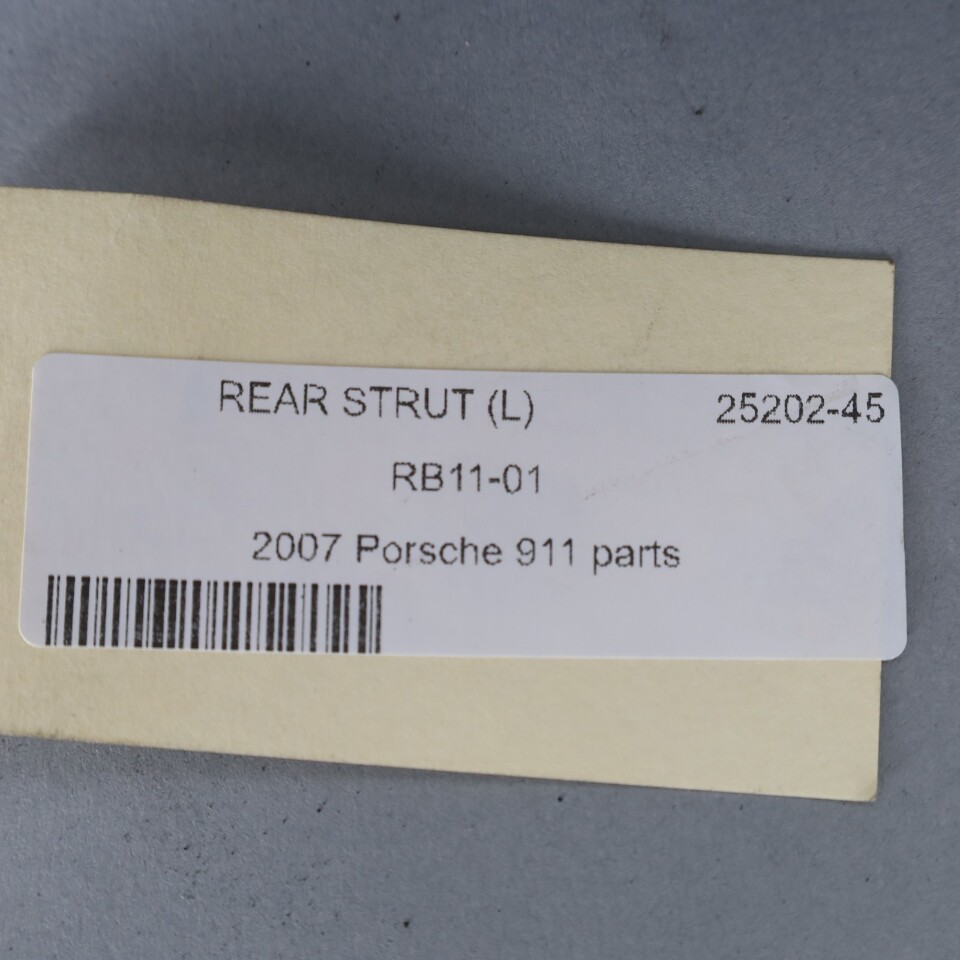 REAR STRUT (L) 25202-45
RB11-01
2007 Porsche 911 parts